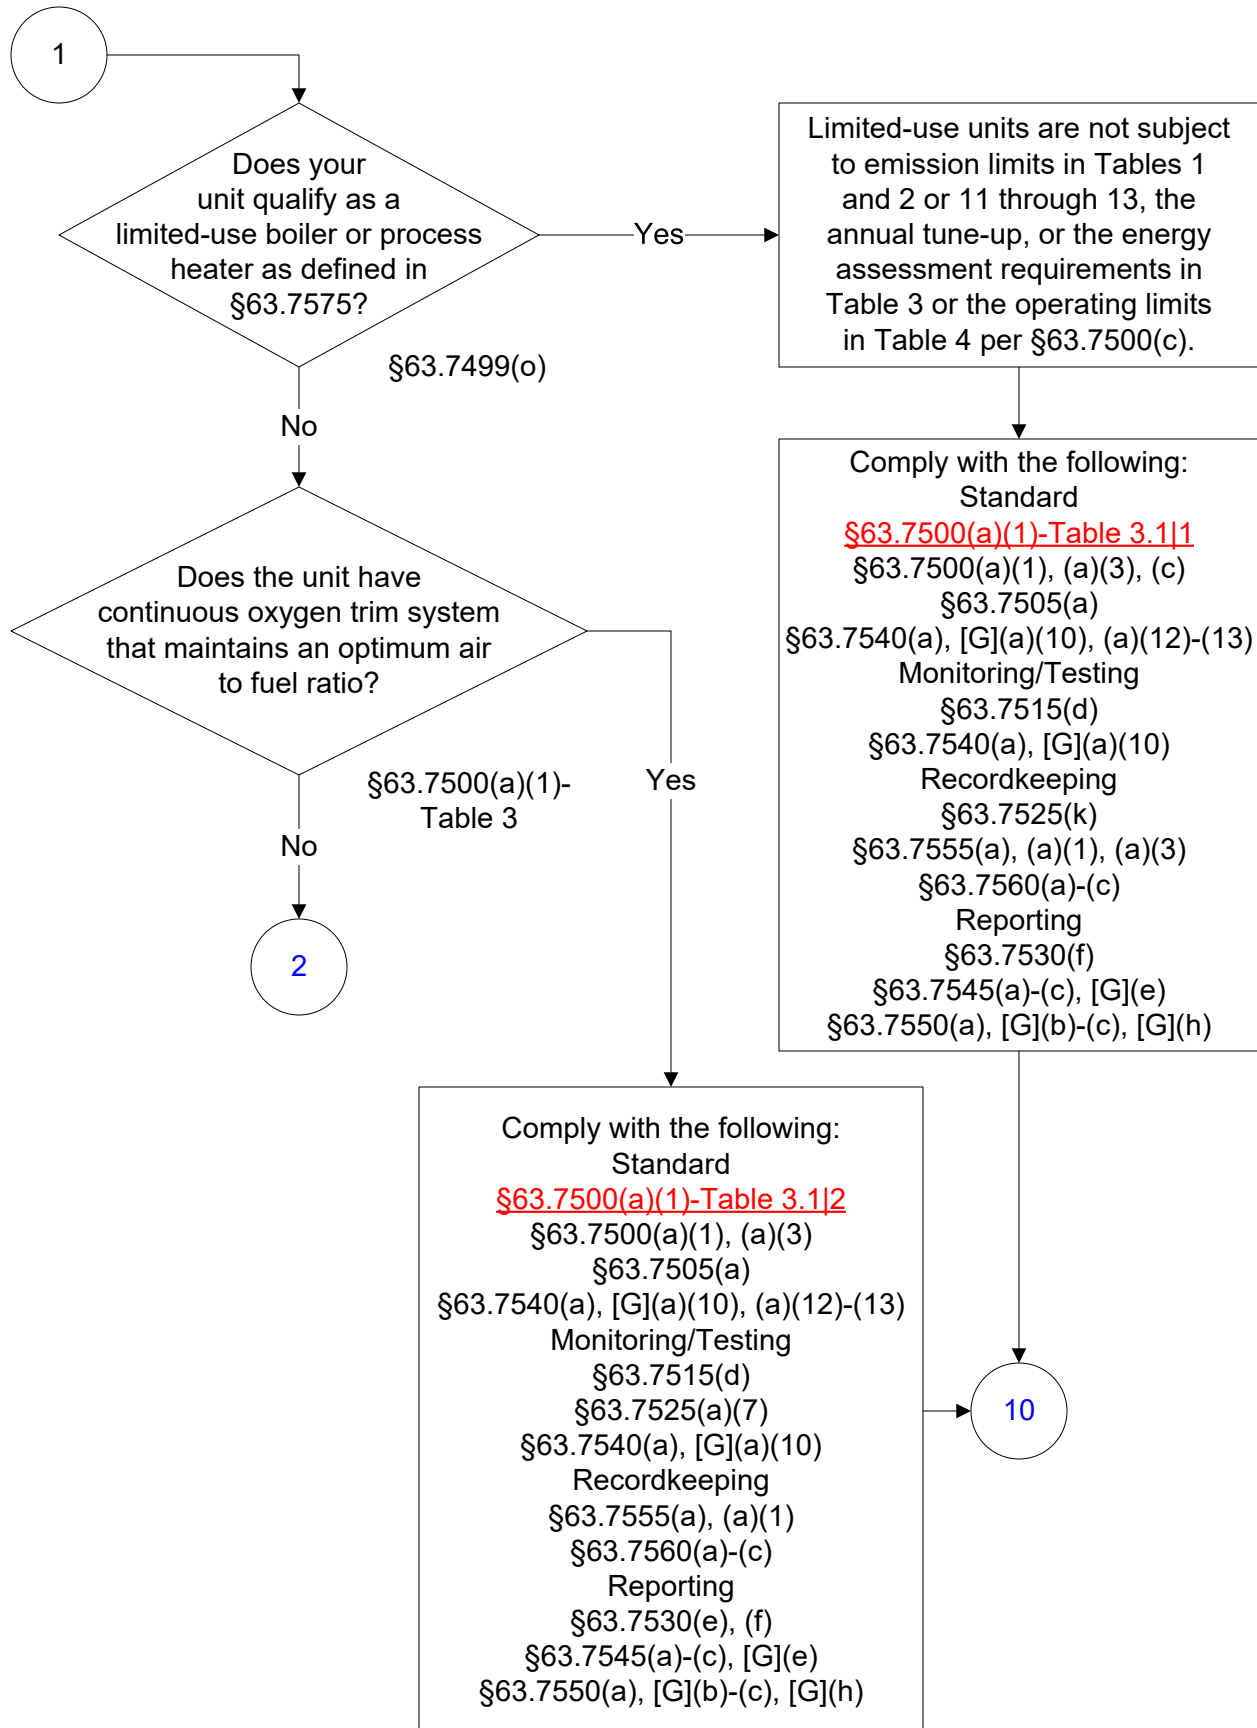 1
Does your
unit qualify as a
limited-use boiler or process
heater as defined in
§63.7575?
Yes
Limited-use units are not subject
to emission limits in Tables 1
and 2 or 11 through 13, the
annual tune-up, or the energy
assessment requirements in
Table 3 or the operating limits
in Table 4 per §63.7500(c).
§63.7499(o)
No
Comply with the following:
Standard
§63.7500(a)(1)-Table 3.1|1
§63.7500(a)(1), (a)(3), (c)
§63.7505(a)
§63.7540(a), [G](a)(10), (a)(12)-(13)
Monitoring/Testing
§63.7515(d)
§63.7540(a), [G](a)(10)
Recordkeeping
§63.7525(k)
§63.7555(a), (a)(1), (a)(3)
§63.7560(a)-(c)
Reporting
§63.7530(f)
§63.7545(a)-(c), [G](e)
§63.7550(a), [G](b)-(c), [G](h)
Does the unit have
continuous oxygen trim system
that maintains an optimum air
to fuel ratio?
§63.7500(a)(1)-
Table 3
Yes
No
2
Comply with the following:
Standard
§63.7500(a)(1)-Table 3.1|2
§63.7500(a)(1), (a)(3)
§63.7505(a)
§63.7540(a), [G](a)(10), (a)(12)-(13)
Monitoring/Testing
§63.7515(d)
§63.7525(a)(7)
§63.7540(a), [G](a)(10)
Recordkeeping
§63.7555(a), (a)(1)
§63.7560(a)-(c)
Reporting
§63.7530(e), (f)
§63.7545(a)-(c), [G](e)
§63.7550(a), [G](b)-(c), [G](h)
10